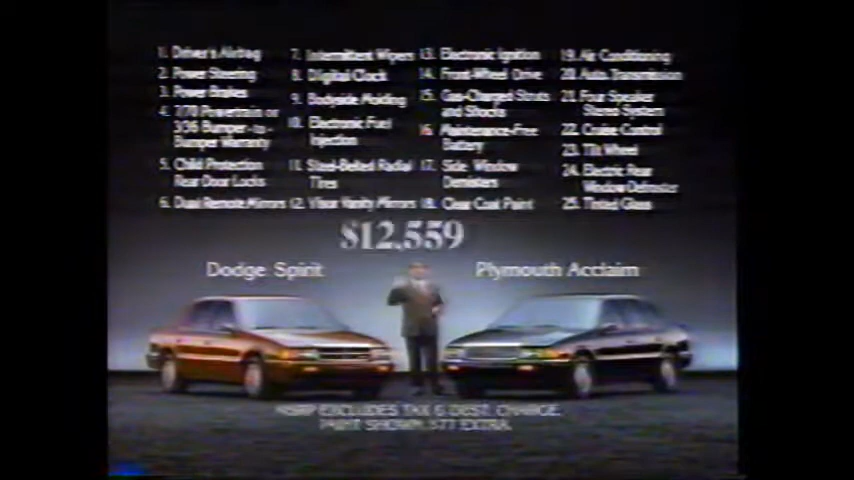 1. Driver's Airbag
2. Power Steering
3. Power Brakes
4. 7/70 Powertrain or
3/36 Bumper-to-
Bumper Warranty
5. Child Protection
Rear Door Locks
6. Dual Remote Mirrors
7. Intermittent Wipers
8. Digital Clock
9. Bodyside Molding
10. Electronic Fuel
Injection
11. Steel-Belted Radial
Tires
12. Visor Vanity Mirrors
13. Electronic Ignition
14. Front-Wheel Drive
15. Gas-Charged Struts
and Shocks
16. Maintenance-Free
Battery
17. Side Window
Demisters
18. Clear Coat Paint
19. Air Conditioning
20. Auto Transmission
21. Four Speaker
Stereo System
22. Cruise Control
23. Tilt Wheel
24. Electric Rear
Window Defroster
25. Tinted Glass
$12,559
Dodge Spirit
Plymouth Acclaim
MSRP EXCLUDES TAX & DEST. CHARGE.
PAINT SHOWN $77 EXTRA.